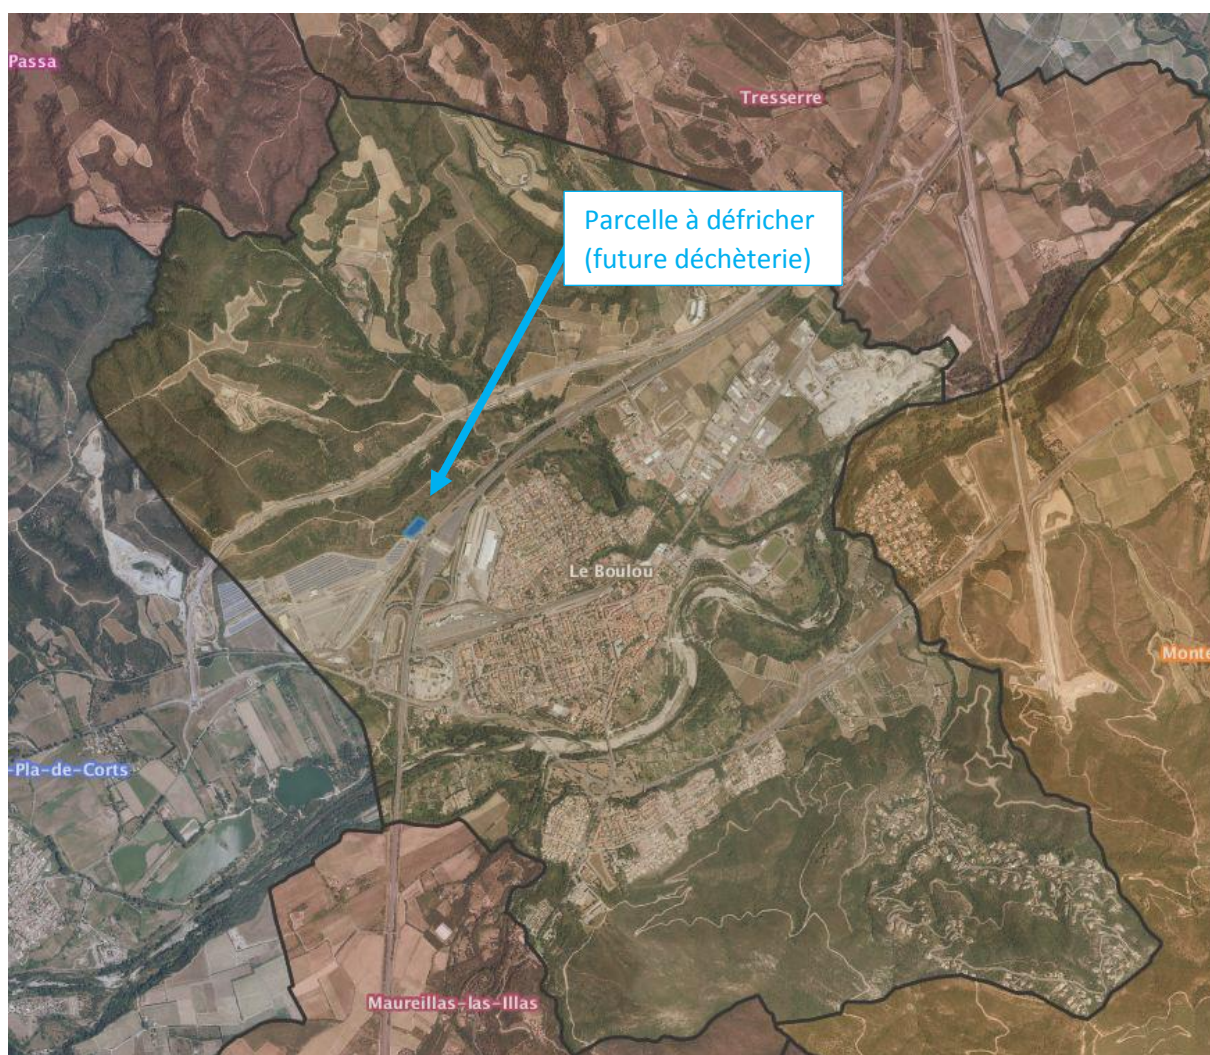 Passa
Tresserre
Parcelle à défricher
(future déchèterie)
Le Boulou
Monte
-Pla-de-Corts
Maureillas-las-Illas